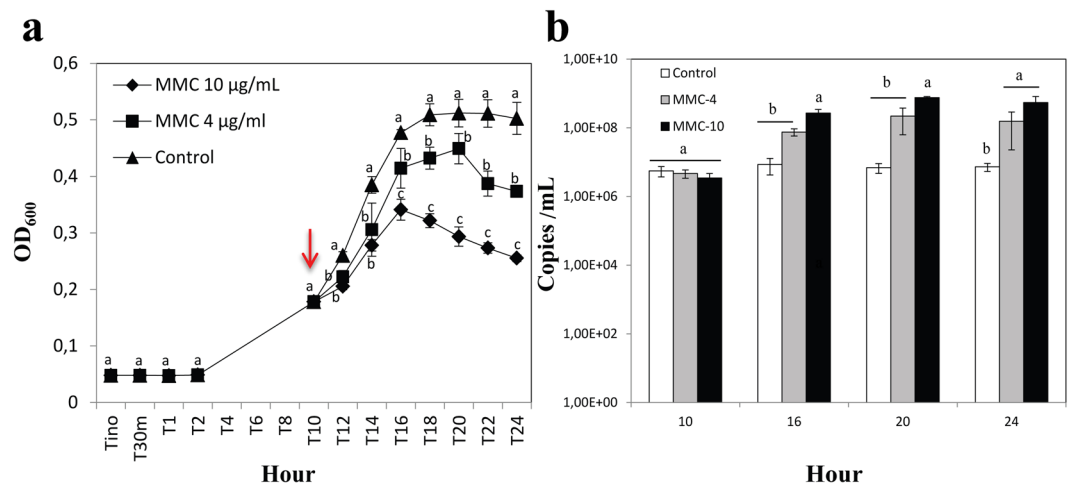 a
0,6
0,5
0,4
0,3
0,2
0,1
0
OD600
MMC 10 µg/mL
MMC 4 µg/ml
Control
a a a a
a a a a a a a a a
b b b b b b b b b
c c c c c
Tino T30m T1 T2 T4 T6 T8 T10 T12 T14 T16 T18 T20 T22 T24
Hour
b
1,00E+10
1,00E+08
1,00E+06
1,00E+04
1,00E+02
1,00E+00
Copies /mL
Control
MMC-4
MMC-10
a
b a
b a
b a
10 16 20 24
Hour